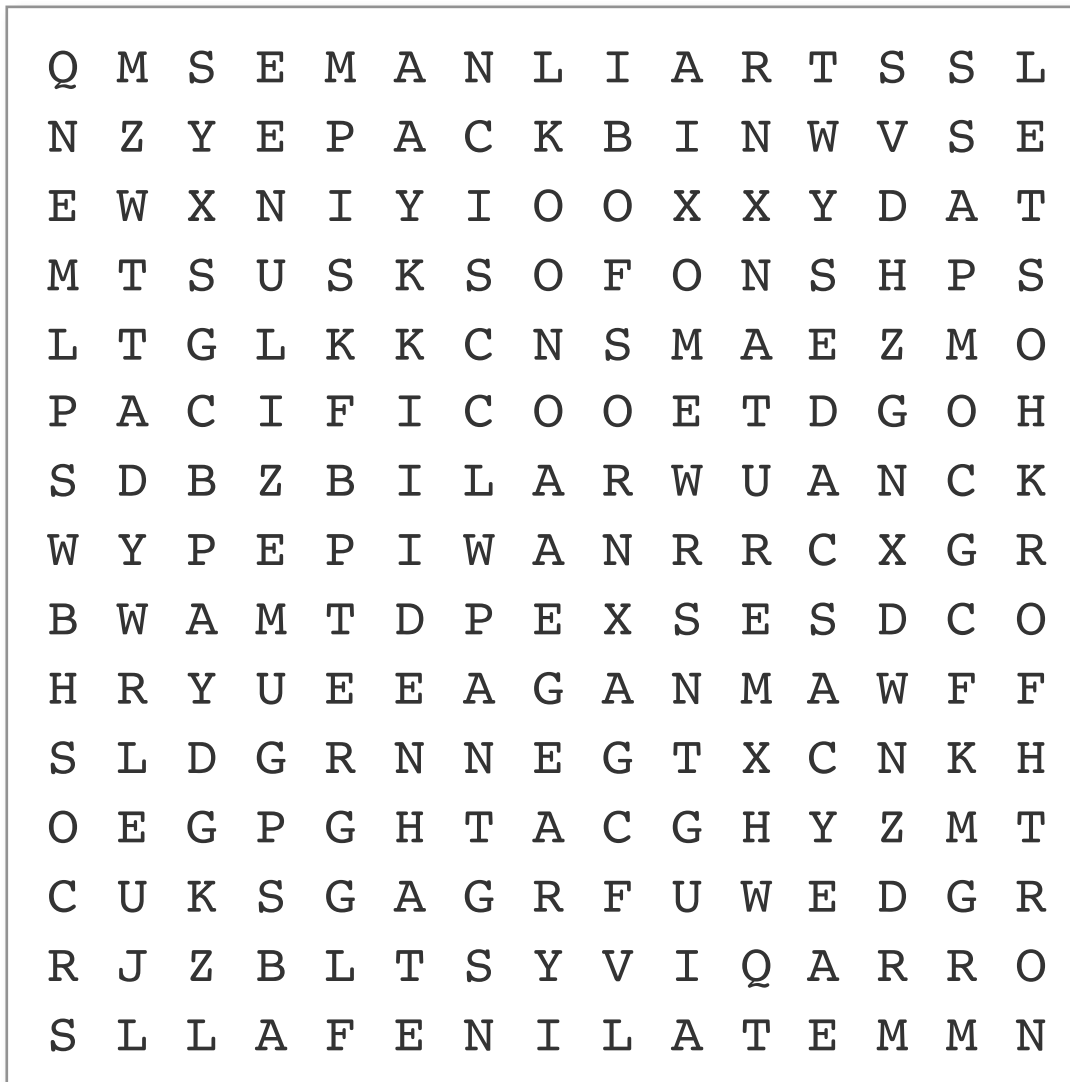 Q M S E M A N L I A R T S S L
N Z Y E P A C K B I N W V S E
E W X N I Y I O O X X Y D A T
M T S U S K S O F O N S H P S
L T G L K K C N S M A E Z M O
P A C I F I C O O E T D G O H
S D B Z B I L A R W U A N C K
W Y P E P I W A N R R C X G R
B W A M T D P E X S E S D C O
H R Y U E E A G A N M A W F F
S L D G R N N E G T X C N K H
O E G P G H T A C G H Y Z M T
C U K S G A G R F U W E D G R
R J Z B L T S Y V I Q A R R O
S L L A F E N I L A T E M M N